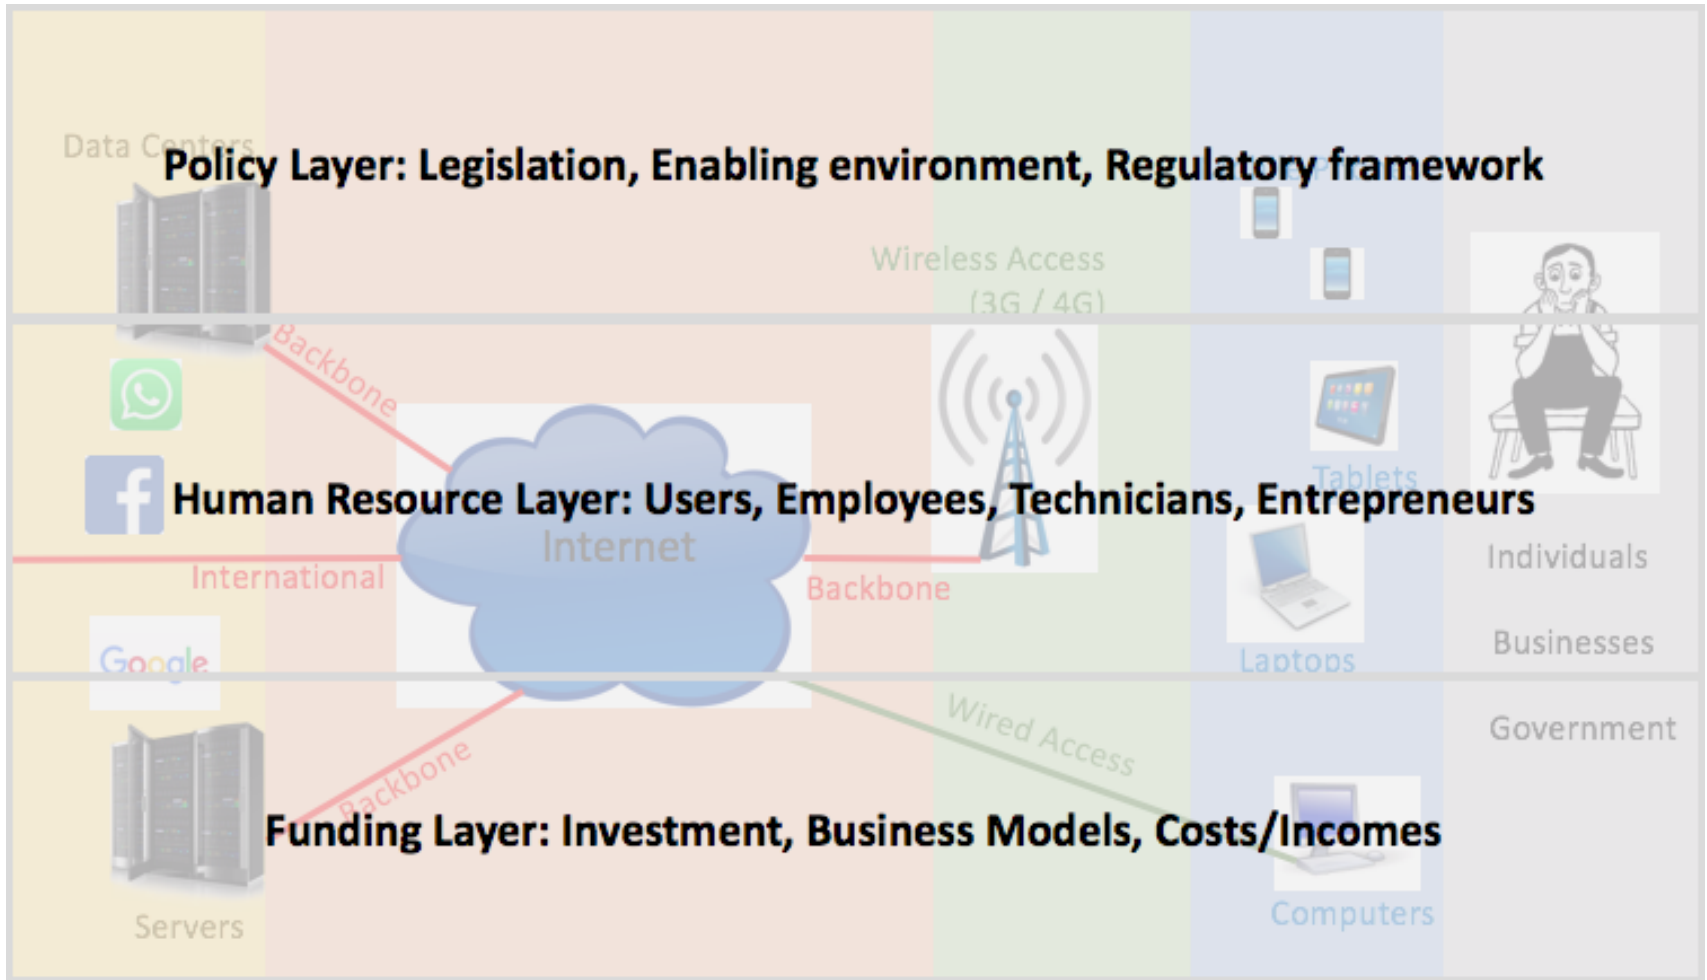 Data Centers
Policy Layer: Legislation, Enabling environment, Regulatory framework
Wireless Access
(3G / 4G)
Backbone
Human Resource Layer: Users, Employees, Technicians, Entrepreneurs
Tablets
Internet
International
Backbone
Individuals
Businesses
Google
Laptops
Wired Access
Government
Backbone
Funding Layer: Investment, Business Models, Costs/Incomes
Servers
Computers